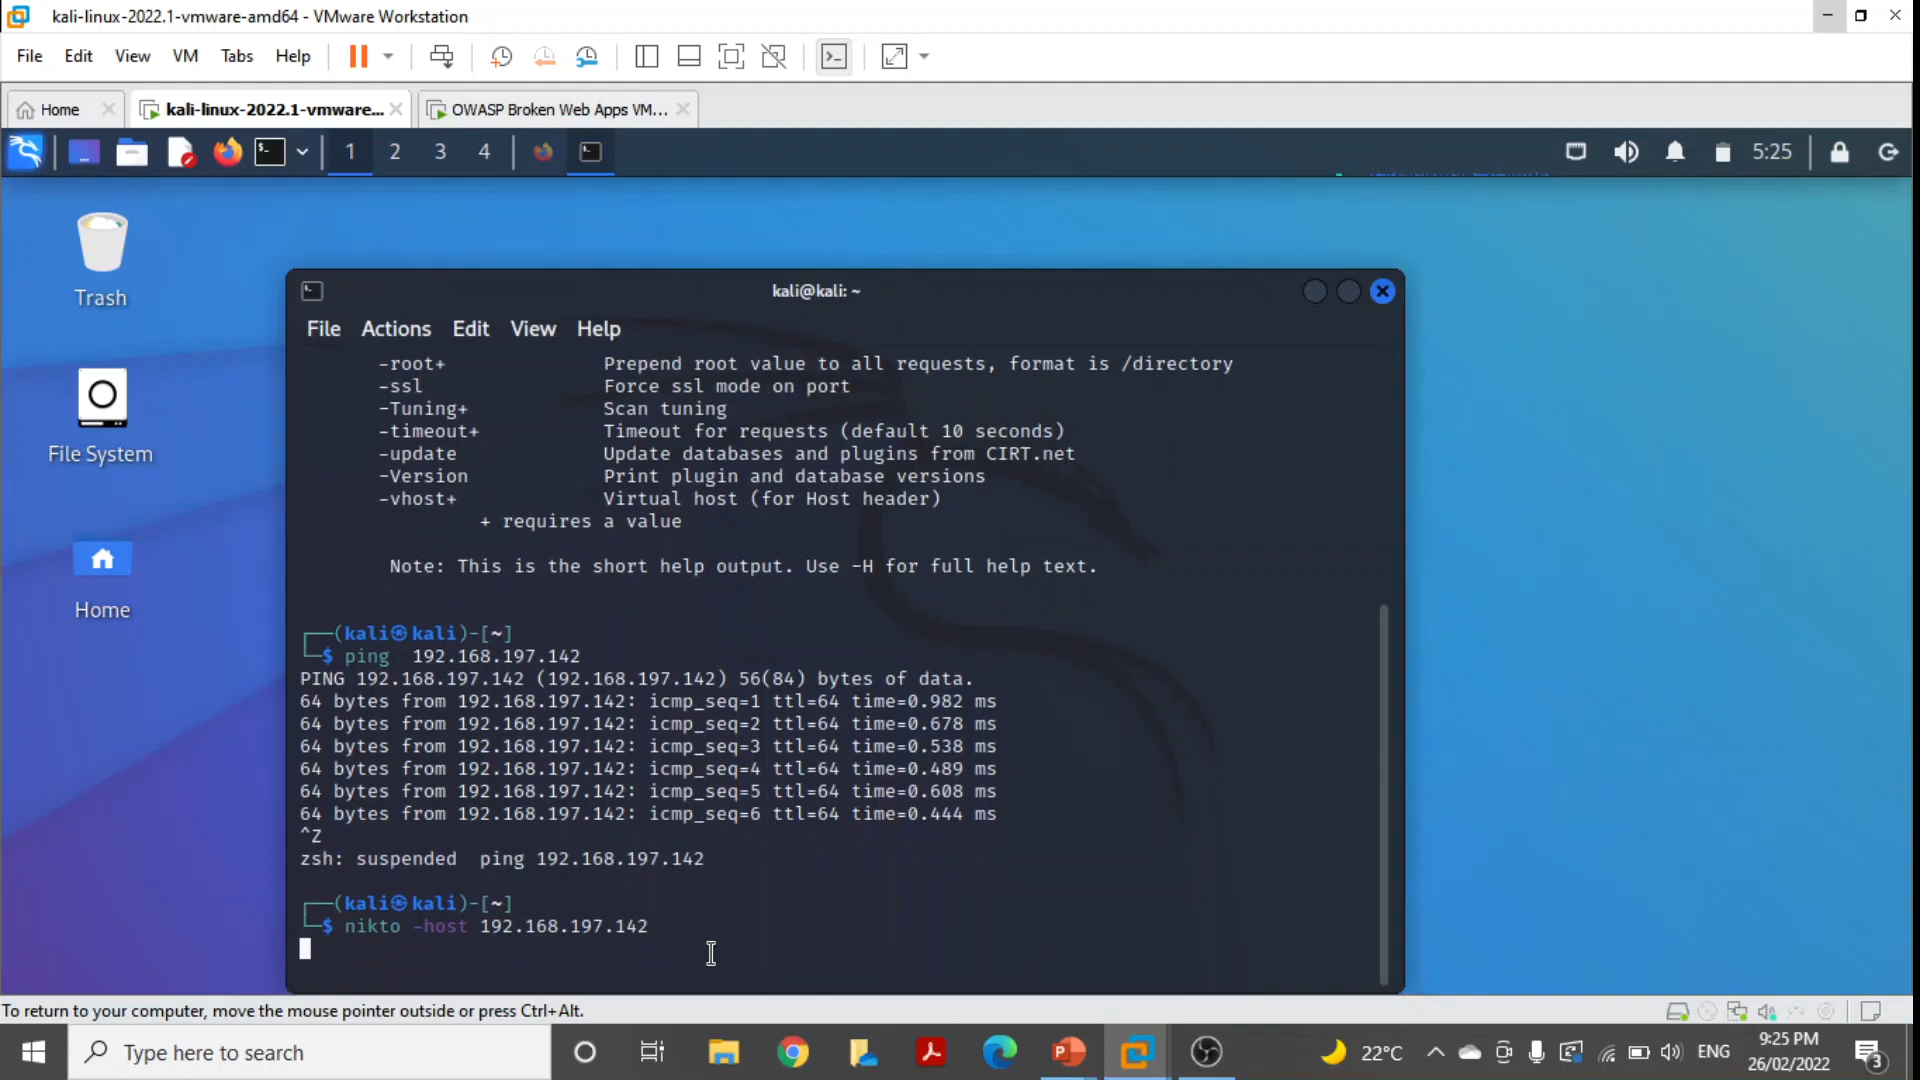 kali-linux-2022.1-vmware-amd64 - VMware Workstation
File Edit View VM Tabs Help
Home kali-linux-2022.1-vmware... OWASP Broken Web Apps VM...
1 2 3 4 5:25
Trash
File System
Home
kali@kali: ~
File Actions Edit View Help
-root+ Prepend root value to all requests, format is /directory
-ssl Force ssl mode on port
-Tuning+ Scan tuning
-timeout+ Timeout for requests (default 10 seconds)
-update Update databases and plugins from CIRT.net
-Version Print plugin and database versions
-vhost+ Virtual host (for Host header)
+ requires a value
Note: This is the short help output. Use -H for full help text.
┌──(kali㉿kali)-[~]
└─$ ping  192.168.197.142
PING 192.168.197.142 (192.168.197.142) 56(84) bytes of data.
64 bytes from 192.168.197.142: icmp_seq=1 ttl=64 time=0.982 ms
64 bytes from 192.168.197.142: icmp_seq=2 ttl=64 time=0.678 ms
64 bytes from 192.168.197.142: icmp_seq=3 ttl=64 time=0.538 ms
64 bytes from 192.168.197.142: icmp_seq=4 ttl=64 time=0.489 ms
64 bytes from 192.168.197.142: icmp_seq=5 ttl=64 time=0.608 ms
64 bytes from 192.168.197.142: icmp_seq=6 ttl=64 time=0.444 ms
^Z
zsh: suspended  ping 192.168.197.142
┌──(kali㉿kali)-[~]
└─$ nikto -host 192.168.197.142
To return to your computer, move the mouse pointer outside or press Ctrl+Alt.
Type here to search
22°C
ENG
9:25 PM
26/02/2022
3